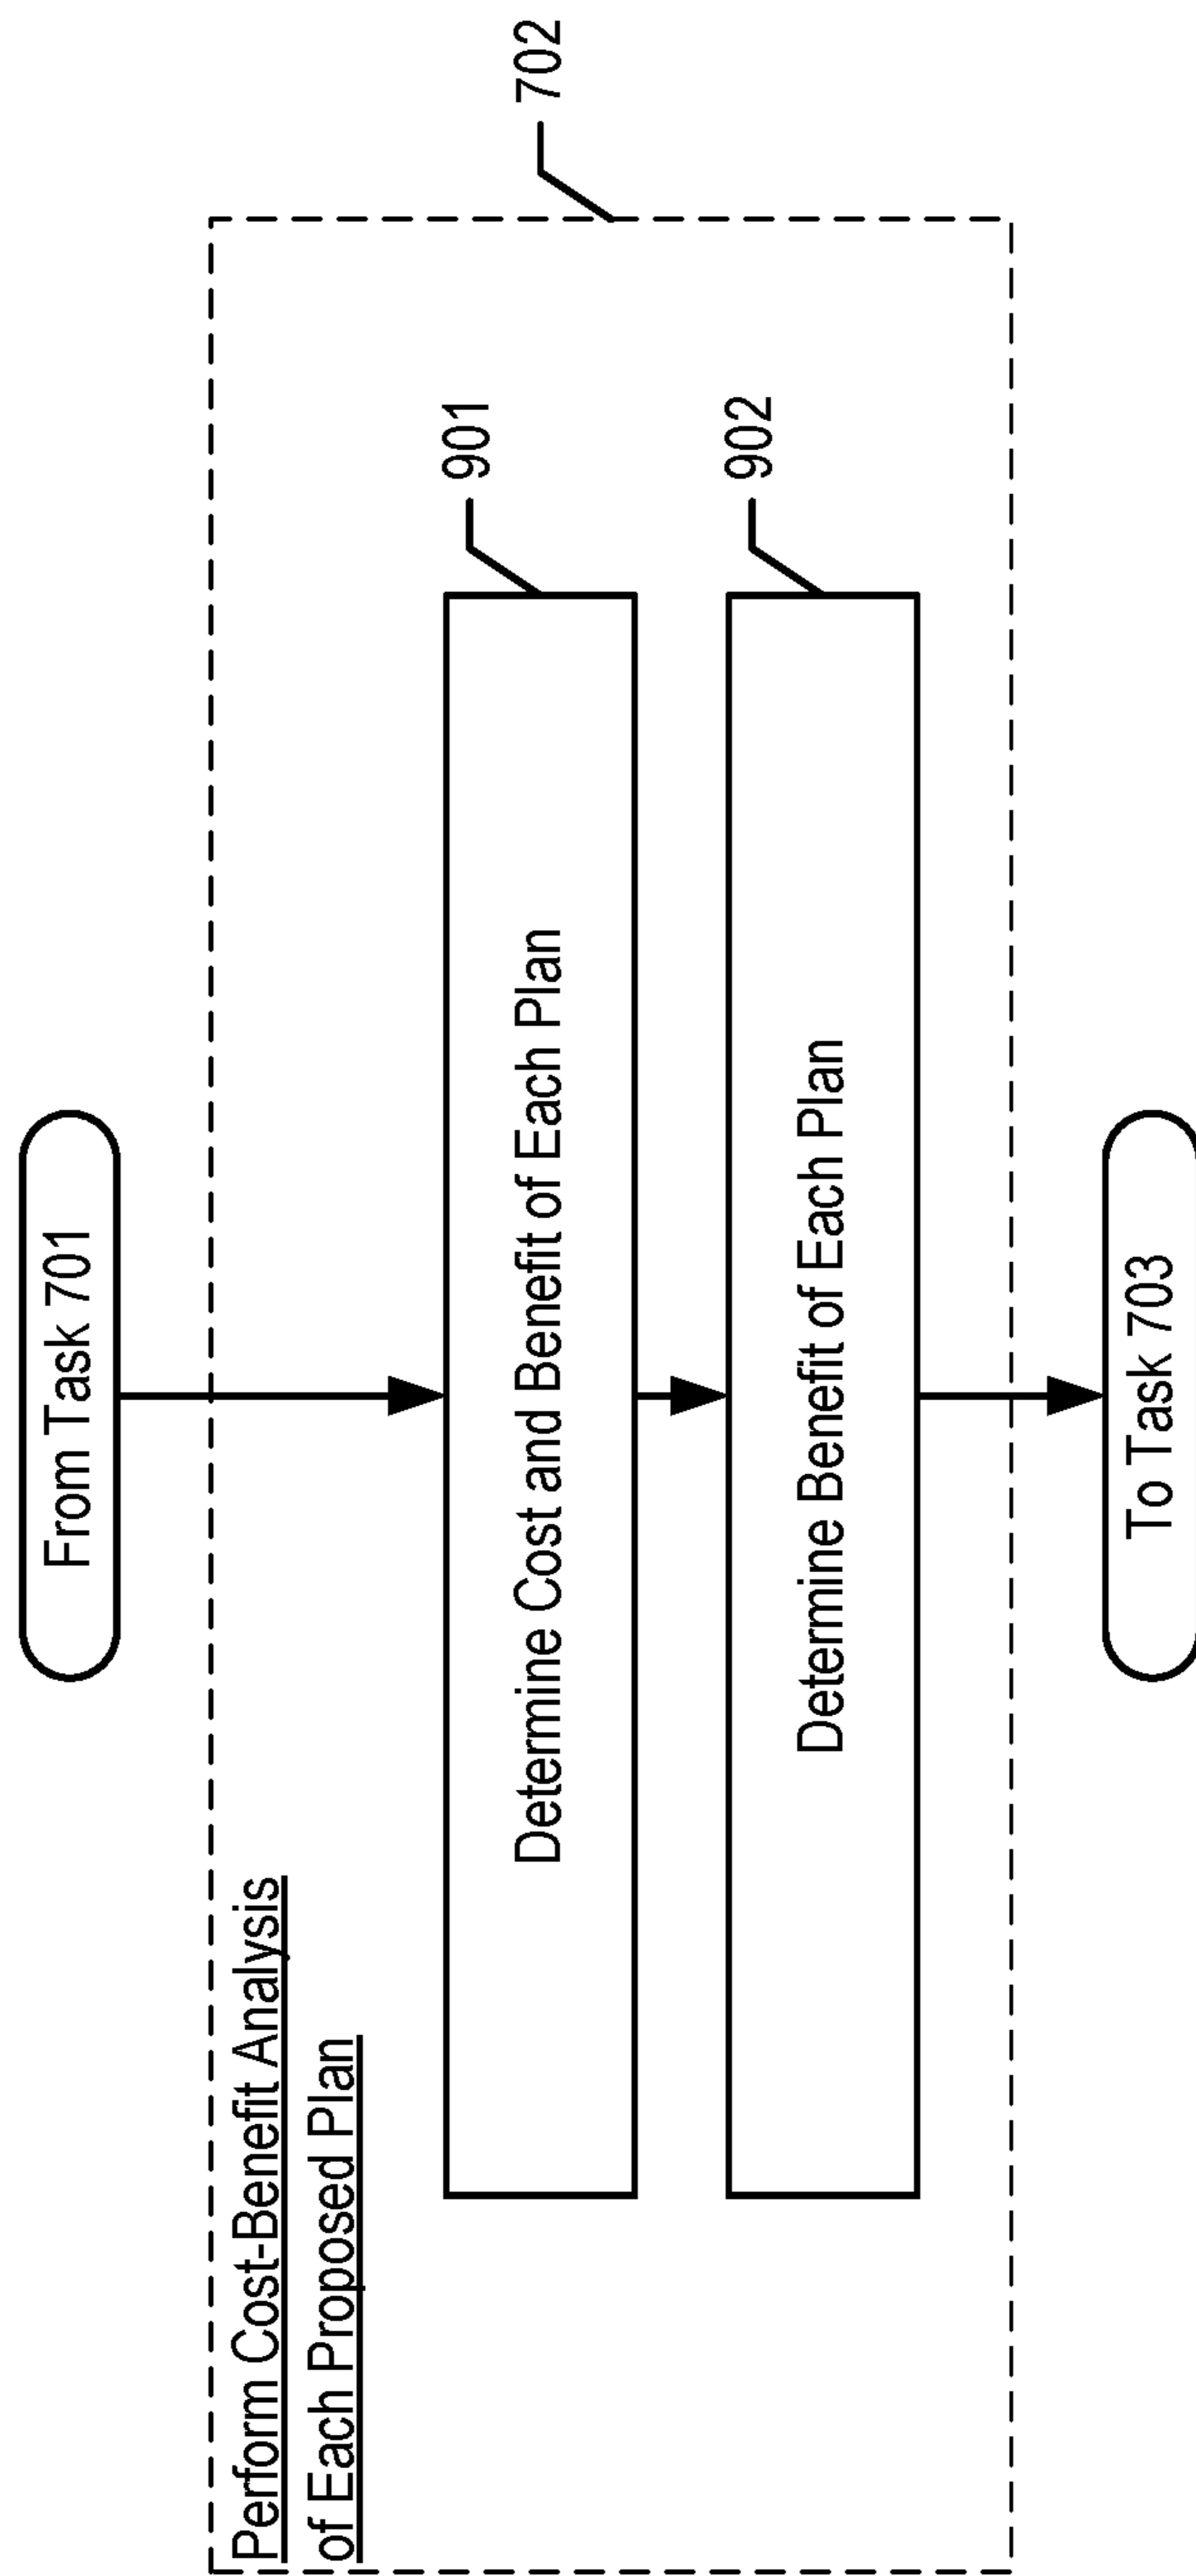 From Task 701
702
Perform Cost-Benefit Analysis
of Each Proposed Plan
901
Determine Cost and Benefit of Each Plan
902
Determine Benefit of Each Plan
To Task 703